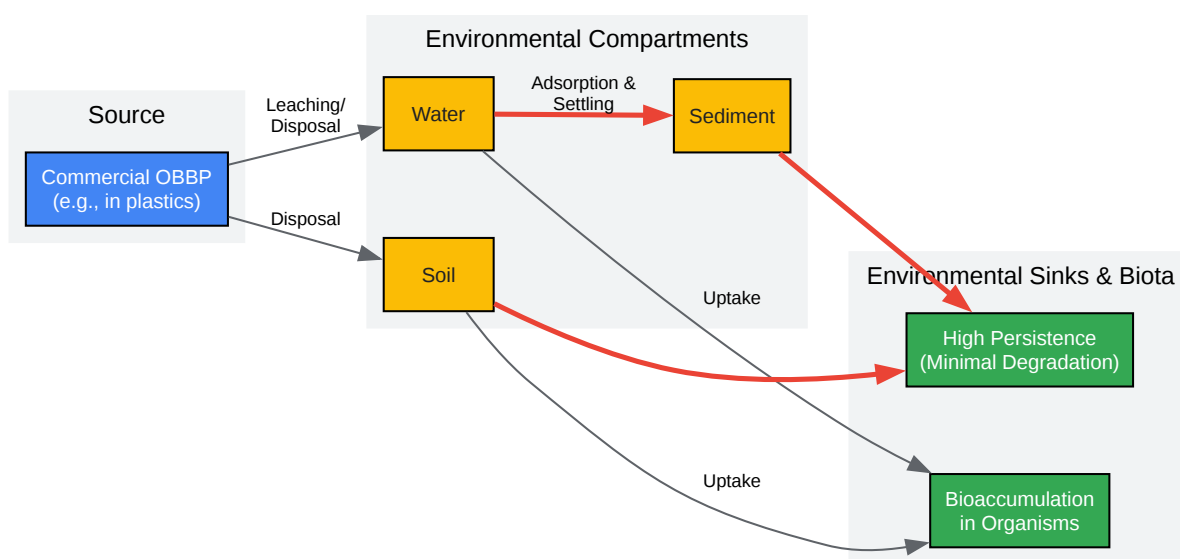 Environmental Compartments
Source
Leaching/
Disposal
Adsorption &
Settling
Water
Sediment
Commercial OBBP
(e.g., in plastics)
Disposal
Soil
Environmental Sinks & Biota
Uptake
High Persistence
(Minimal Degradation)
Uptake
Bioaccumulation
in Organisms